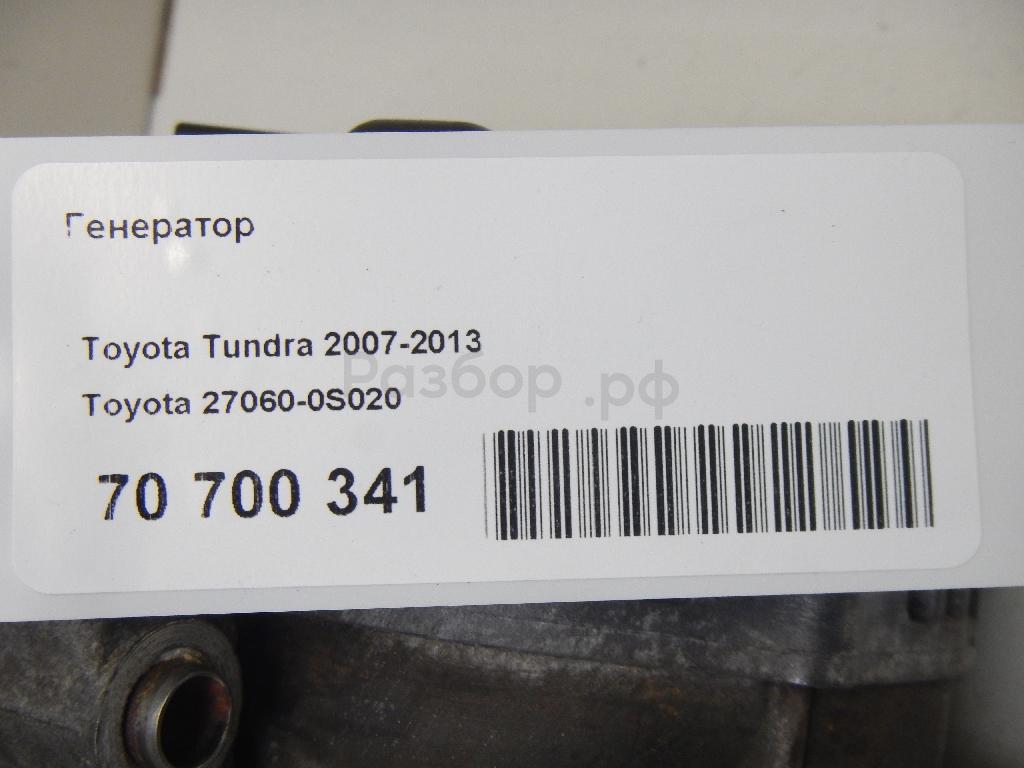 Генератор
Toyota Tundra 2007-2013
Разбор.рф
Toyota 27060-0S020
70 700 341